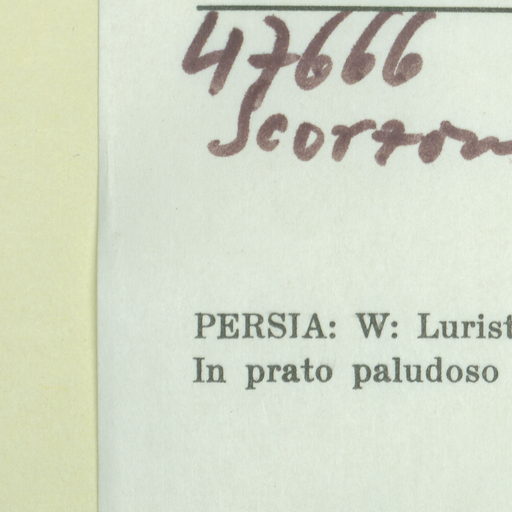 47666
Scorzon
PERSIA: W: Lurist
In prato paludoso